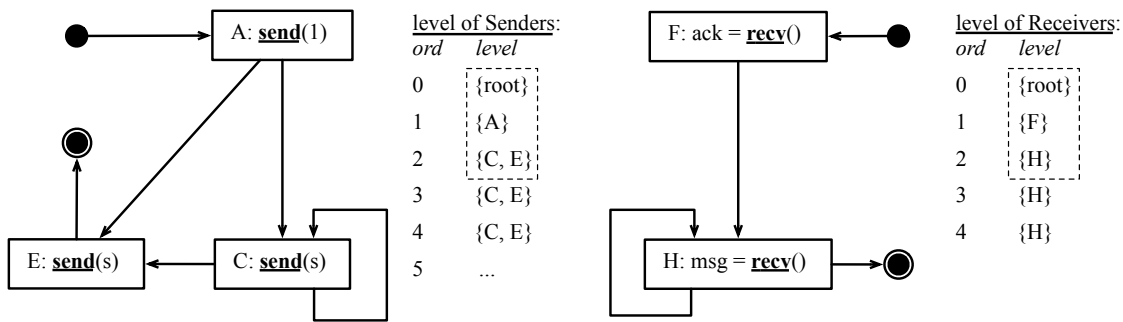 A: send(1)
level of Senders:
ord level
0 {root}
1 {A}
2 {C, E}
3 {C, E}
4 {C, E}
5 ...
E: send(s)
C: send(s)
F: ack = recv()
level of Receivers:
ord level
0 {root}
1 {F}
2 {H}
3 {H}
4 {H}
H: msg = recv()